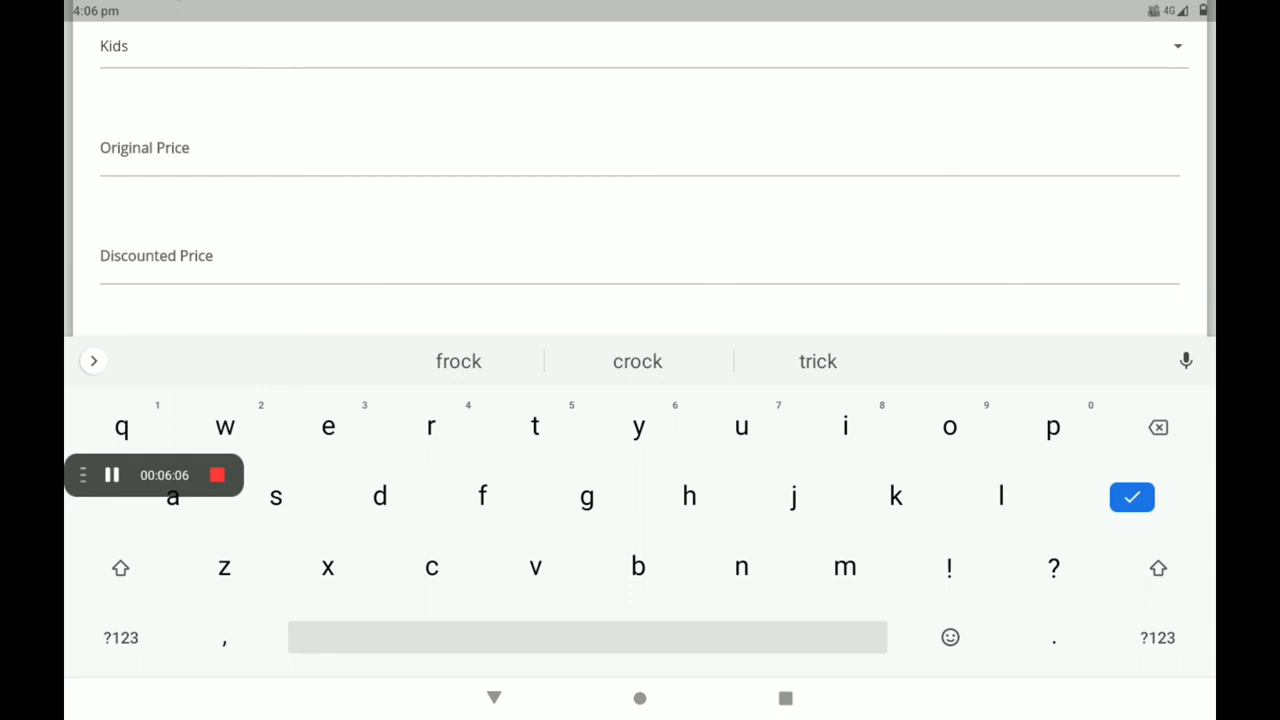 4:06 pm 4G
Kids
Original Price
Discounted Price
frock crock trick
1 2 3 4 5 6 7 8 9 0
q w e r t y u i o p
00:06:06
a s d f g h j k l
z x c v b n m ! ?
?123 , . ?123